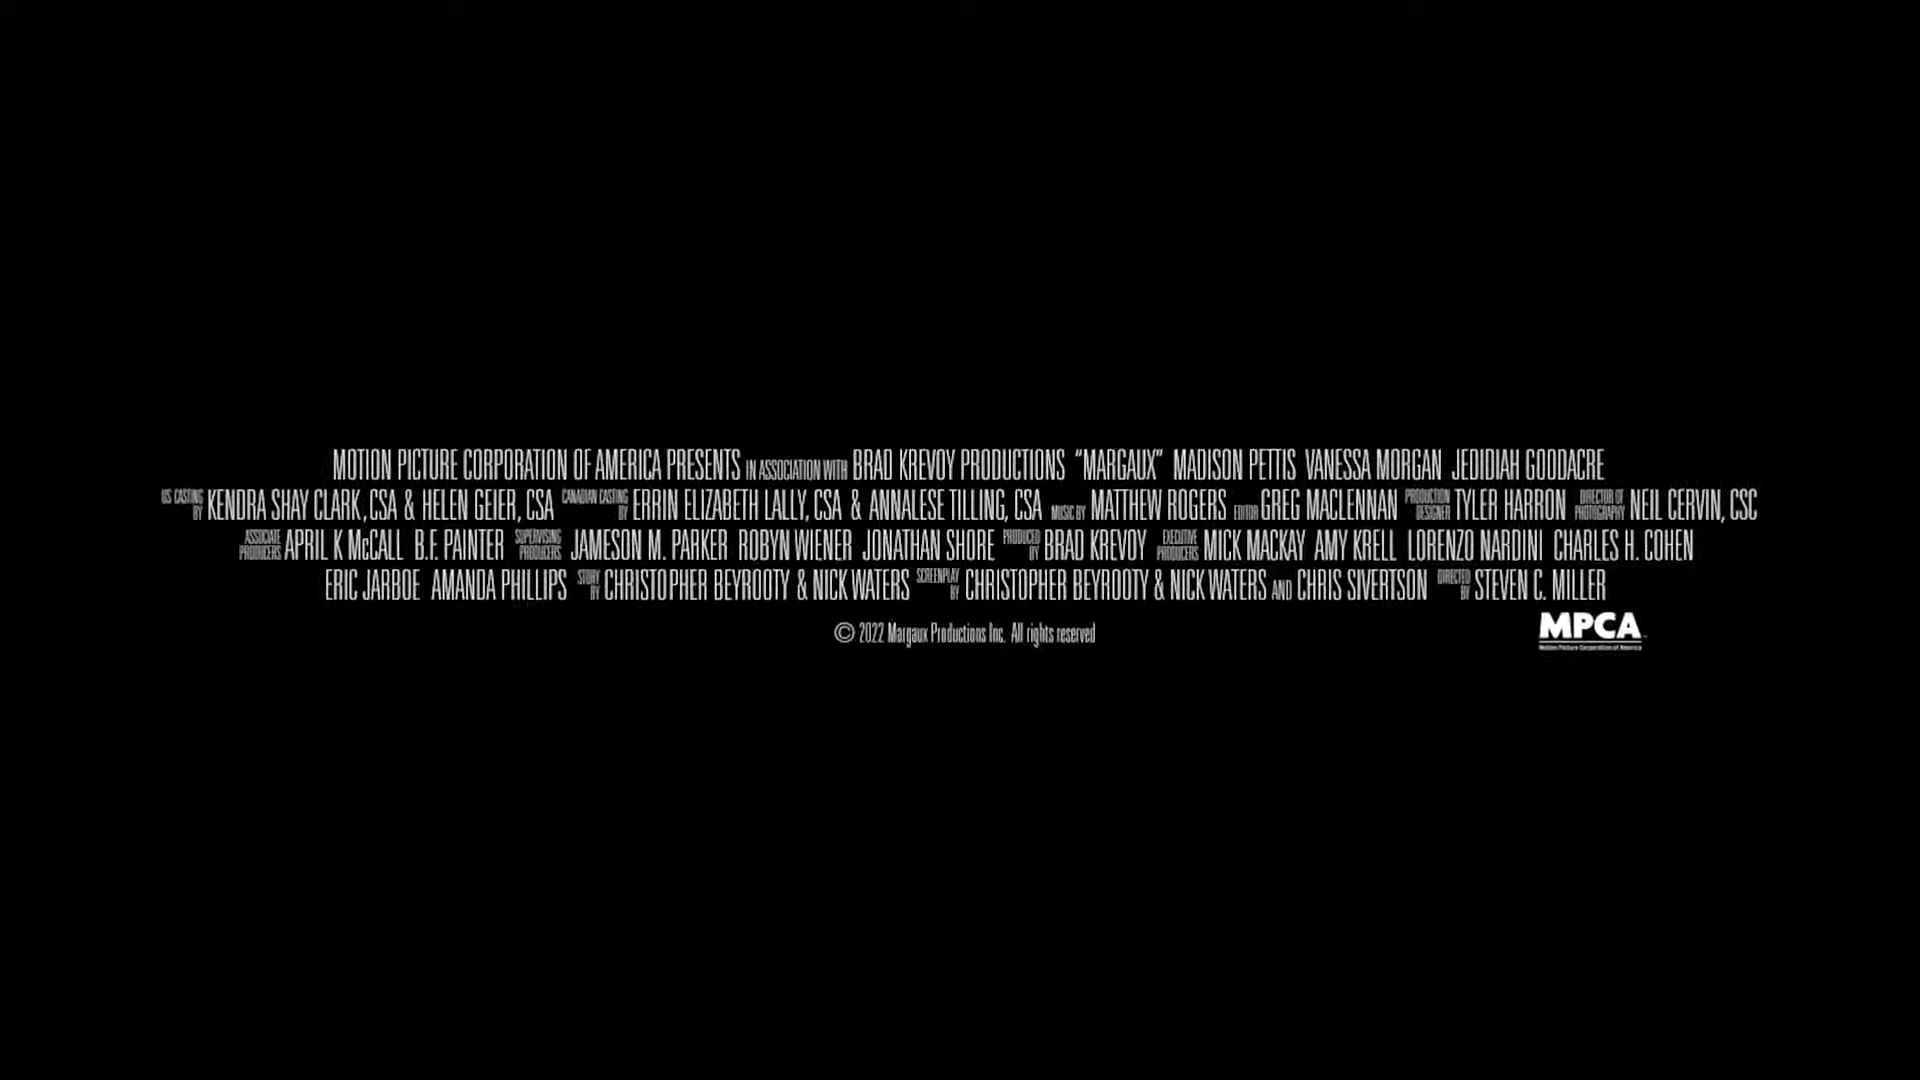 MOTION PICTURE CORPORATION OF AMERICA PRESENTS IN ASSOCIATION WITH BRAD KREVOY PRODUCTIONS “MARGAUX” MADISON PETTIS VANESSA MORGAN JEDIDIAH GOODACRE
US CASTING BY KENDRA SHAY CLARK, CSA & HELEN GEIER, CSA CANADIAN CASTING BY ERRIN ELIZABETH LALLY, CSA & ANNALESE TILLING, CSA MUSIC BY MATTHEW ROGERS EDITOR GREG MACLENNAN PRODUCTION DESIGNER TYLER HARRON DIRECTOR OF PHOTOGRAPHY NEIL CERVIN, CSC
ASSOCIATE PRODUCERS APRIL K McCALL B.F. PAINTER SUPERVISING PRODUCERS JAMESON M. PARKER ROBYN WIENER JONATHAN SHORE PRODUCED BY BRAD KREVOY EXECUTIVE PRODUCERS MICK MACKAY AMY KRELL LORENZO NARDINI CHARLES H. COHEN
ERIC JARBOE AMANDA PHILLIPS STORY BY CHRISTOPHER BEYROOTY & NICK WATERS SCREENPLAY BY CHRISTOPHER BEYROOTY & NICK WATERS AND CHRIS SIVERTSON DIRECTED BY STEVEN C. MILLER
© 2022 Margaux Productions Inc. All rights reserved
MPCA
Motion Picture Corporation of America